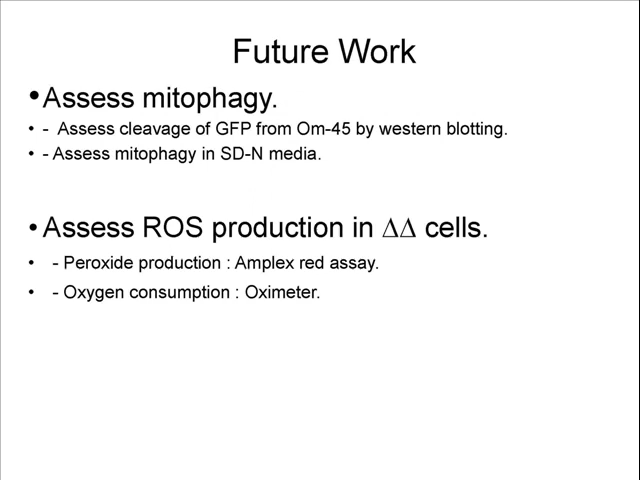 Future Work
• Assess mitophagy.
• - Assess cleavage of GFP from Om-45 by western blotting.
• - Assess mitophagy in SD-N media.
• Assess ROS production in ∆∆ cells.
• - Peroxide production : Amplex red assay.
• - Oxygen consumption : Oximeter.